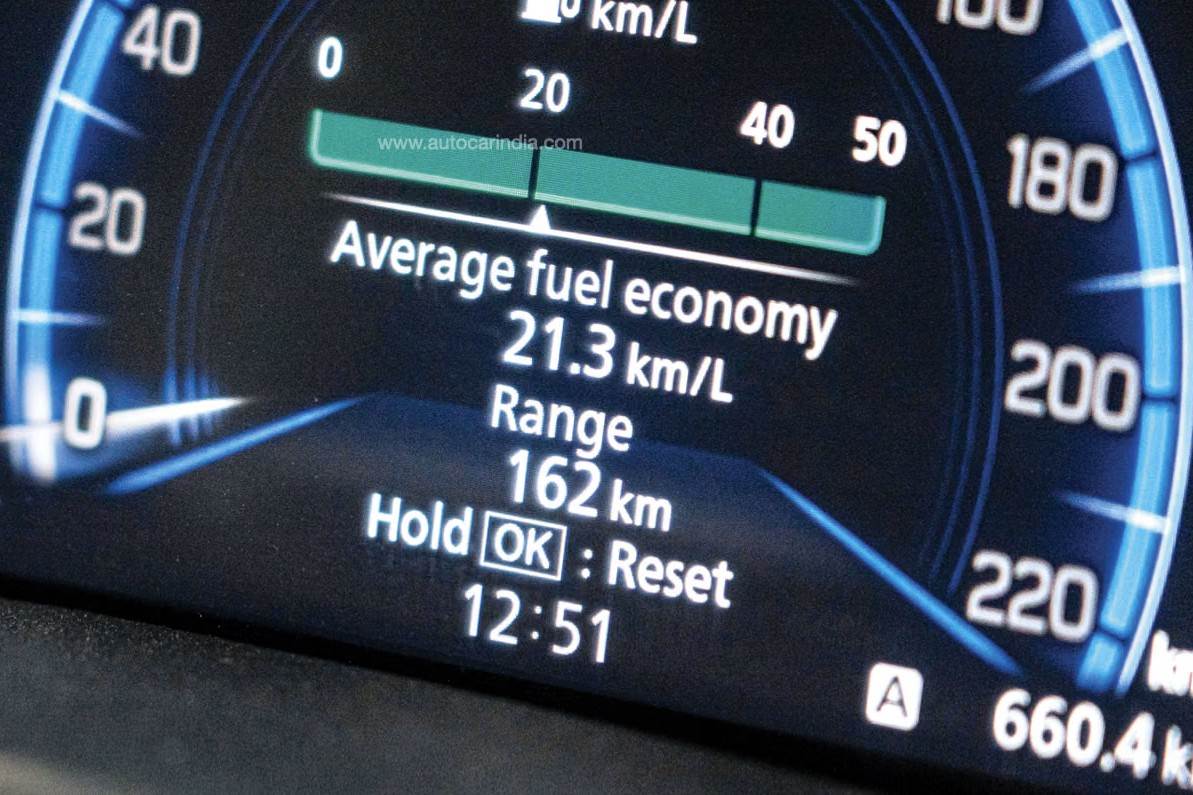 km/L
0 20 40 50
www.autocarindia.com
Average fuel economy
21.3 km/L
Range
162 km
Hold OK : Reset
12:51
40
20
0
180
200
220
A
660.4